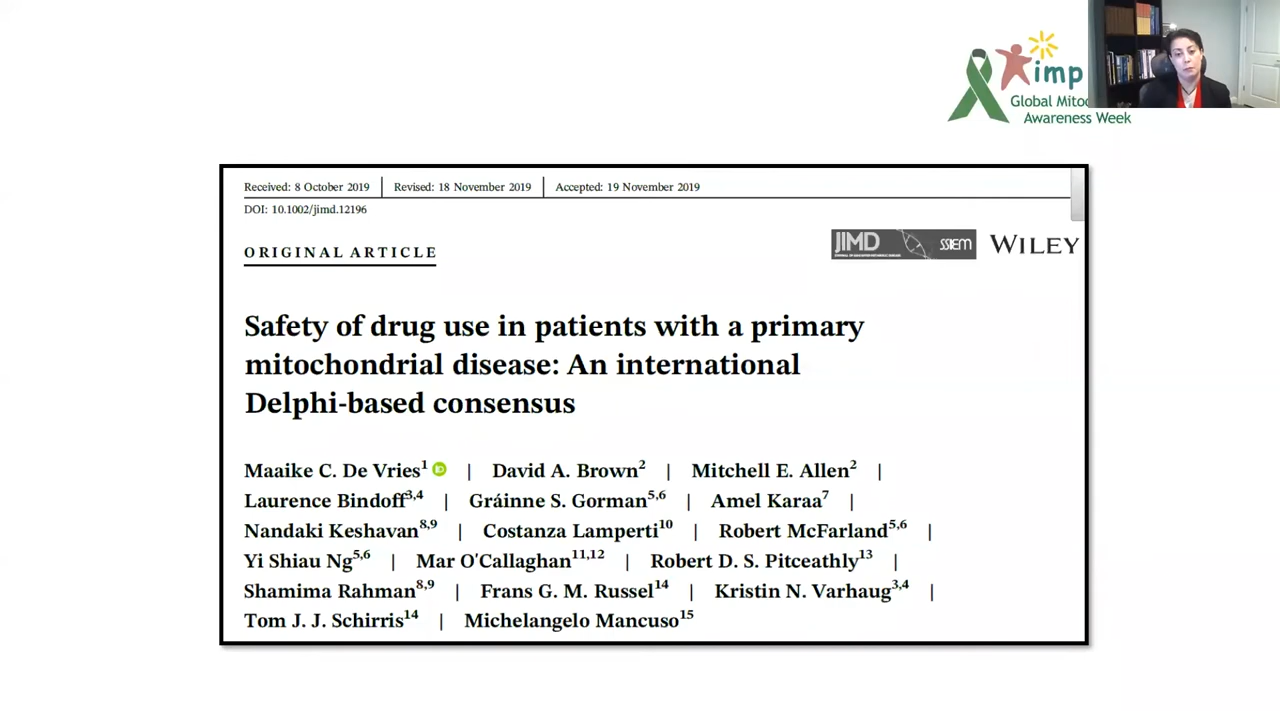 imp
Global Mitoc
Awareness Week
Received: 8 October 2019 | Revised: 18 November 2019 | Accepted: 19 November 2019
DOI: 10.1002/jimd.12196
ORIGINAL ARTICLE
JIMD SSIEM WILEY
Safety of drug use in patients with a primary
mitochondrial disease: An international
Delphi-based consensus
Maaike C. De Vries1 iD | David A. Brown2 | Mitchell E. Allen2 |
Laurence Bindoff3,4 | Gráinne S. Gorman5,6 | Amel Karaa7 |
Nandaki Keshavan8,9 | Costanza Lamperti10 | Robert McFarland5,6 |
Yi Shiau Ng5,6 | Mar O'Callaghan11,12 | Robert D. S. Pitceathly13 |
Shamima Rahman8,9 | Frans G. M. Russel14 | Kristin N. Varhaug3,4 |
Tom J. J. Schirris14 | Michelangelo Mancuso15